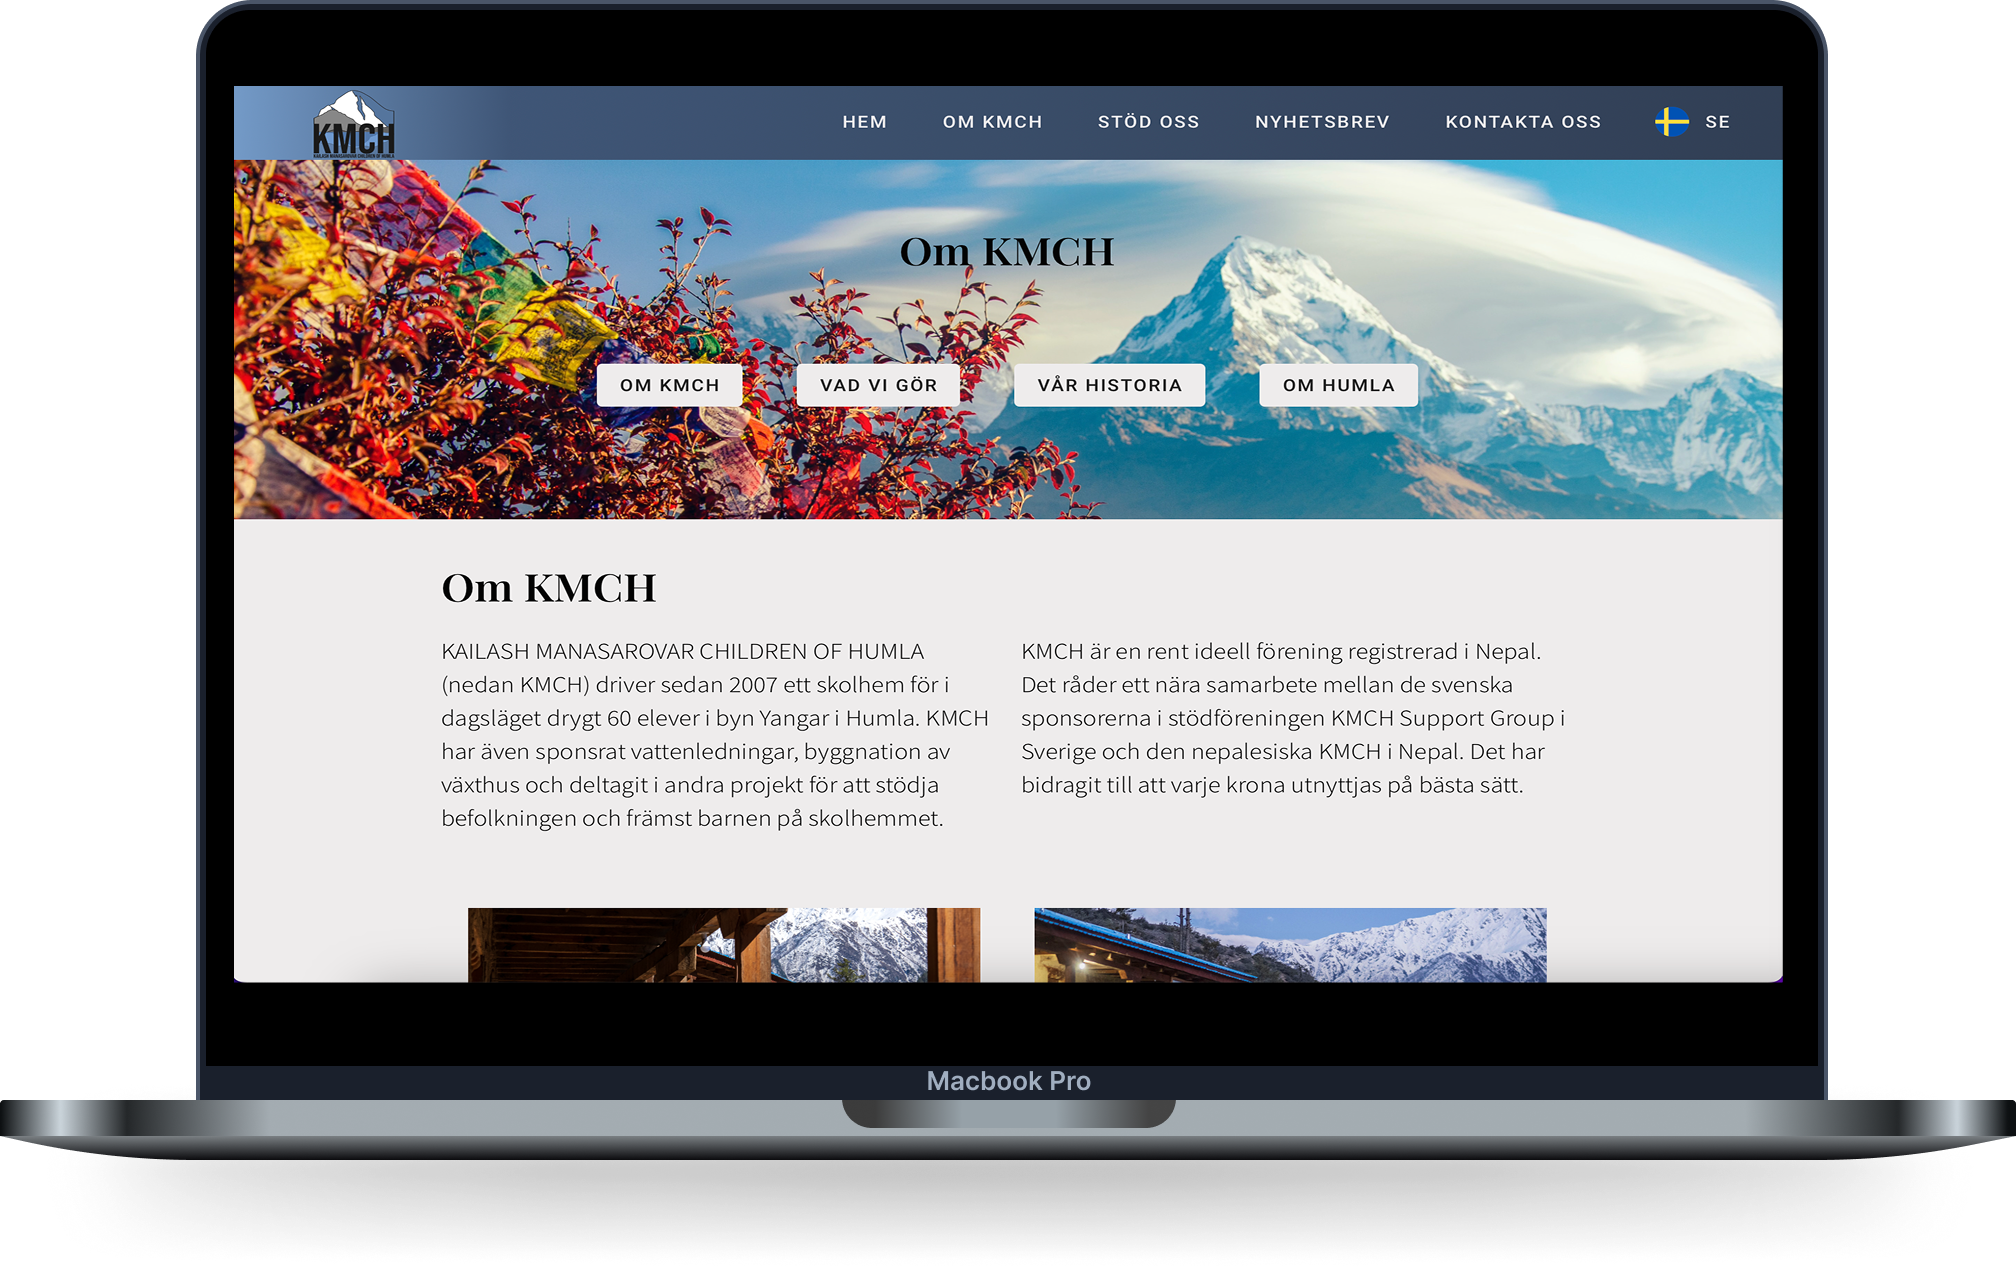 KMCH
KAILASH MANASAROVAR CHILDREN OF HUMLA
HEM
OM KMCH
STÖD OSS
NYHETSBREV
KONTAKTA OSS
SE
Om KMCH
OM KMCH
VAD VI GÖR
VÅR HISTORIA
OM HUMLA
Om KMCH
KAILASH MANASAROVAR CHILDREN OF HUMLA
(nedan KMCH) driver sedan 2007 ett skolhem för i
dagsläget drygt 60 elever i byn Yangar i Humla. KMCH
har även sponsrat vattenledningar, byggnation av
växthus och deltagit i andra projekt för att stödja
befolkningen och främst barnen på skolhemmet.
KMCH är en rent ideell förening registrerad i Nepal.
Det råder ett nära samarbete mellan de svenska
sponsorerna i stödföreningen KMCH Support Group i
Sverige och den nepalesiska KMCH i Nepal. Det har
bidragit till att varje krona utnyttjas på bästa sätt.
Macbook Pro